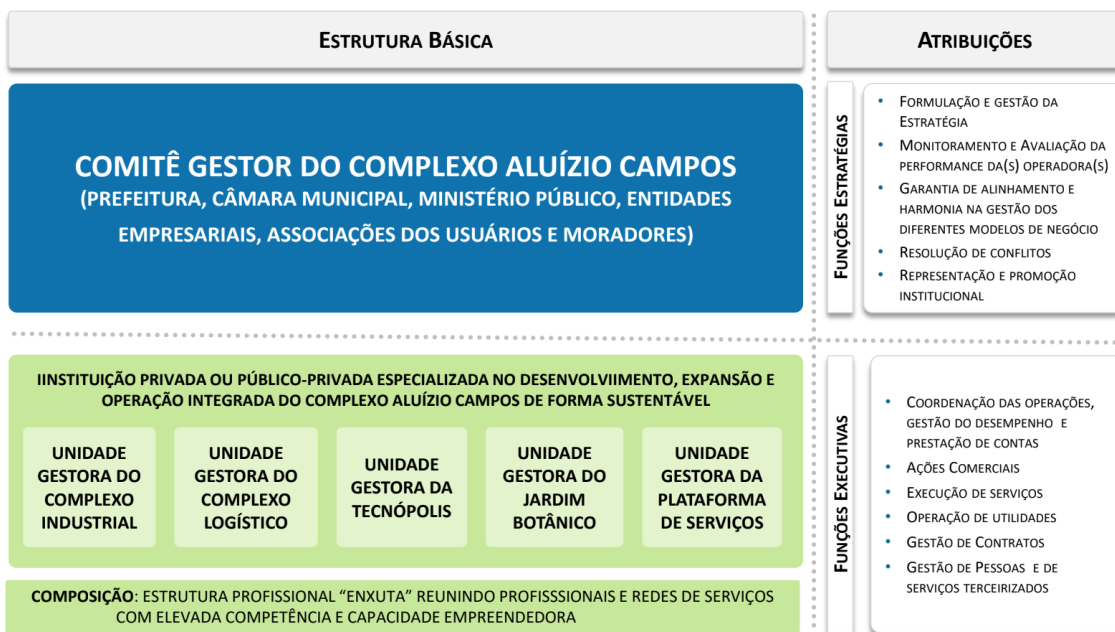 ESTRUTURA BÁSICA
ATRIBUIÇÕES
COMITÊ GESTOR DO COMPLEXO ALUÍZIO CAMPOS
(PREFEITURA, CÂMARA MUNICIPAL, MINISTÉRIO PÚBLICO, ENTIDADES
EMPRESARIAIS, ASSOCIAÇÕES DOS USUÁRIOS E MORADORES)
FUNÇÕES ESTRATÉGIAS
• FORMULAÇÃO E GESTÃO DA
ESTRATÉGIA
• MONITORAMENTO E AVALIAÇÃO DA
PERFORMANCE DA(S) OPERADORA(S)
• GARANTIA DE ALINHAMENTO E
HARMONIA NA GESTÃO DOS
DIFERENTES MODELOS DE NEGÓCIO
• RESOLUÇÃO DE CONFLITOS
• REPRESENTAÇÃO E PROMOÇÃO
INSTITUCIONAL
IINSTITUIÇÃO PRIVADA OU PÚBLICO-PRIVADA ESPECIALIZADA NO DESENVOLVIIMENTO, EXPANSÃO E
OPERAÇÃO INTEGRADA DO COMPLEXO ALUÍZIO CAMPOS DE FORMA SUSTENTÁVEL
UNIDADE
GESTORA DO
COMPLEXO
INDUSTRIAL
UNIDADE
GESTORA DO
COMPLEXO
LOGÍSTICO
UNIDADE
GESTORA DA
TECNÓPOLIS
UNIDADE
GESTORA DO
JARDIM
BOTÂNICO
UNIDADE
GESTORA DA
PLATAFORMA
DE SERVIÇOS
COMPOSIÇÃO: ESTRUTURA PROFISSIONAL “ENXUTA” REUNINDO PROFISSSIONAIS E REDES DE SERVIÇOS
COM ELEVADA COMPETÊNCIA E CAPACIDADE EMPREENDEDORA
FUNÇÕES EXECUTIVAS
• COORDENAÇÃO DAS OPERAÇÕES,
GESTÃO DO DESEMPENHO E
PRESTAÇÃO DE CONTAS
• AÇÕES COMERCIAIS
• EXECUÇÃO DE SERVIÇOS
• OPERAÇÃO DE UTILIDADES
• GESTÃO DE CONTRATOS
• GESTÃO DE PESSOAS E DE
SERVIÇOS TERCEIRIZADOS